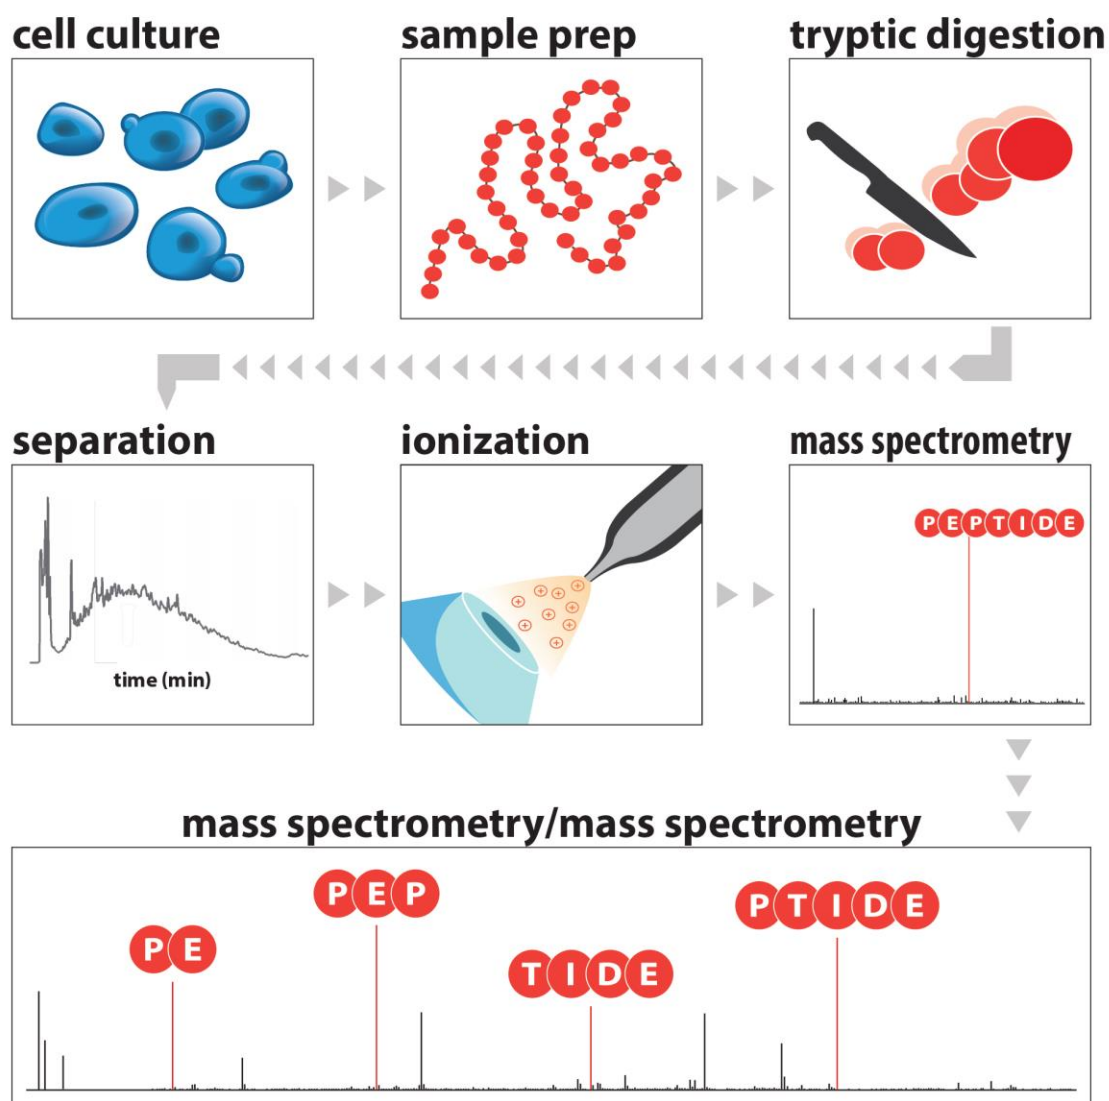 cell culture
sample prep
tryptic digestion
separation
ionization
mass spectrometry
time (min)
PEPTIDE
mass spectrometry/mass spectrometry
PE
PEP
TIDE
PTIDE